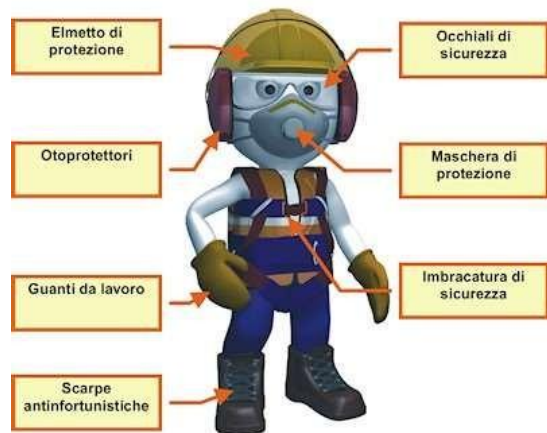 Elmetto di
protezione
Occhiali di
sicurezza
Otoprotettori
Maschera di
protezione
Guanti da lavoro
Imbracatura di
sicurezza
Scarpe
antinfortunistiche